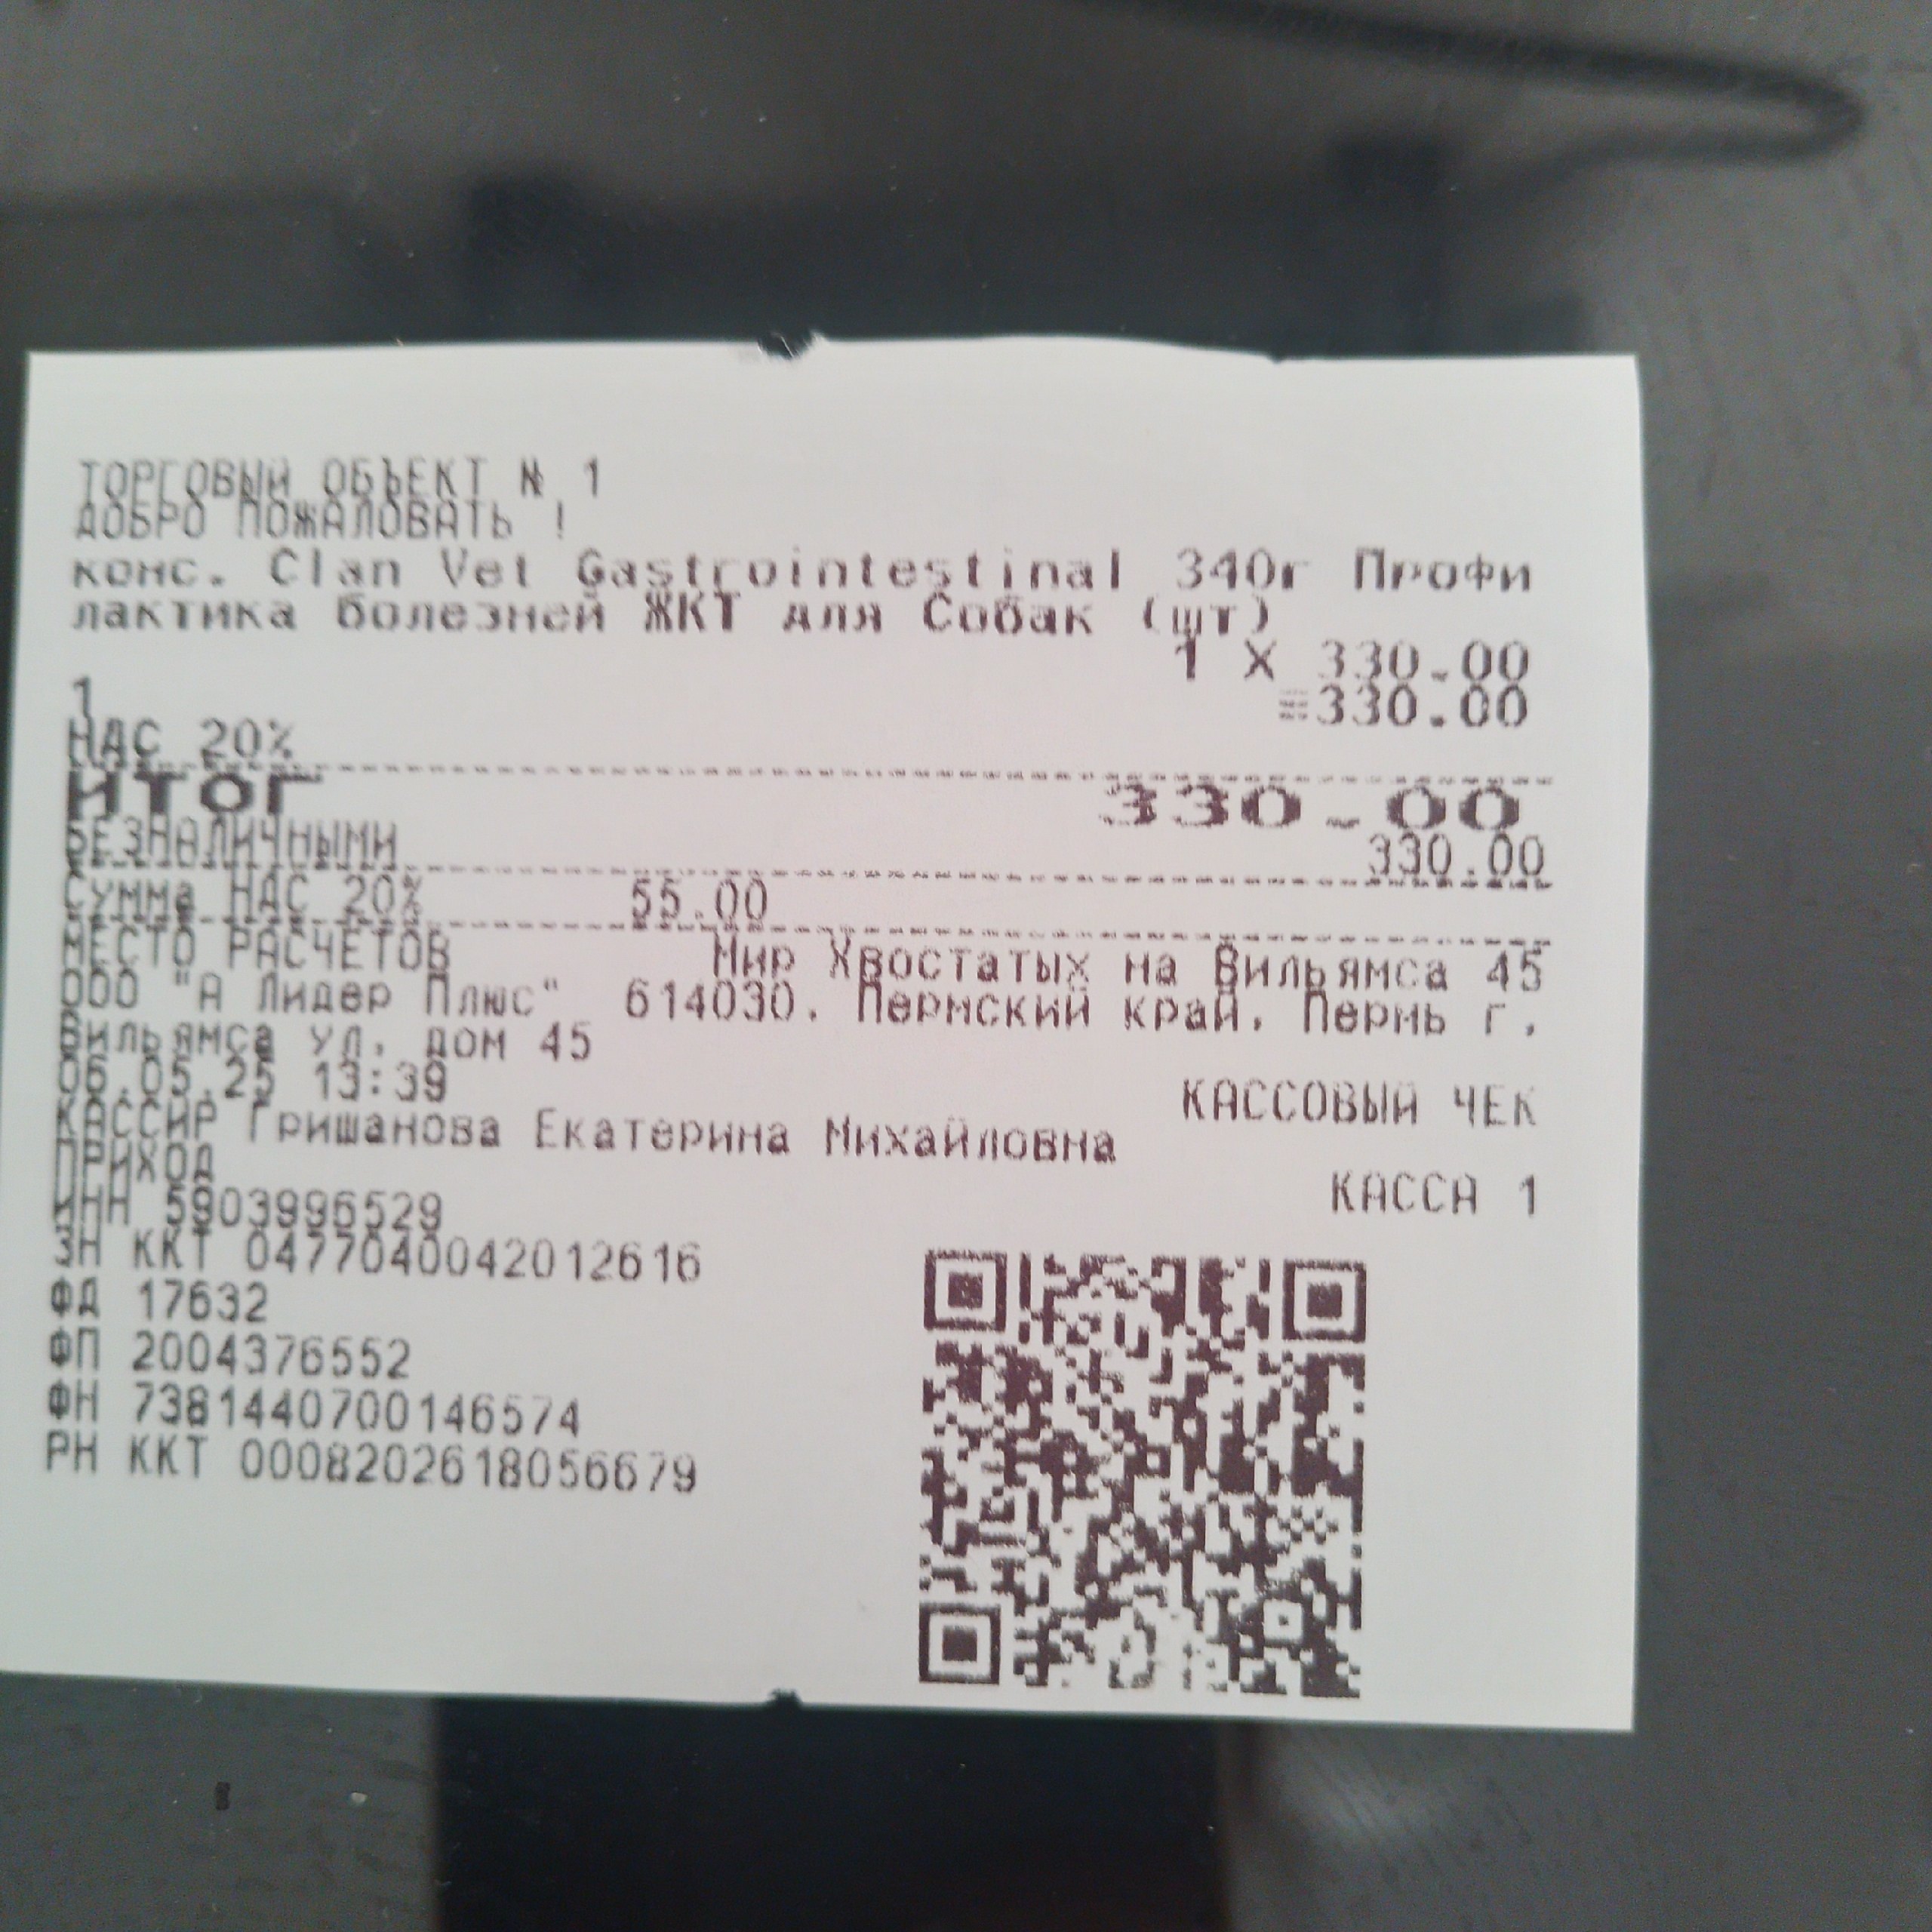 ТОРГОВЫЙ ОБЪЕКТ № 1
ДОБРО ПОЖАЛОВАТЬ !
конс. Clan Vet Gastrointestinal 340г Профи
лактика болезней ЖКТ для Собак (шт)
1 X 330.00
1 ≡330.00
НДС 20%
ИТОГ 330.00
БЕЗНАЛИЧНЫМИ 330.00
Сумма НДС 20% 55.00
МЕСТО РАСЧЕТОВ Мир Хвостатых на Вильямса 45
ООО "А Лидер Плюс" 614030, Пермский край, Пермь г,
Вильямса ул, дом 45
06.05.25 13:39 КАССОВЫЙ ЧЕК
КАССИР Гришанова Екатерина Михайловна
ПРИХОД КАССА 1
ИНН 5903996529
ЗН ККТ 0477040042012616
ФД 17632
ФП 2004376552
ФН 7381440700146574
РН ККТ 0008202618056679